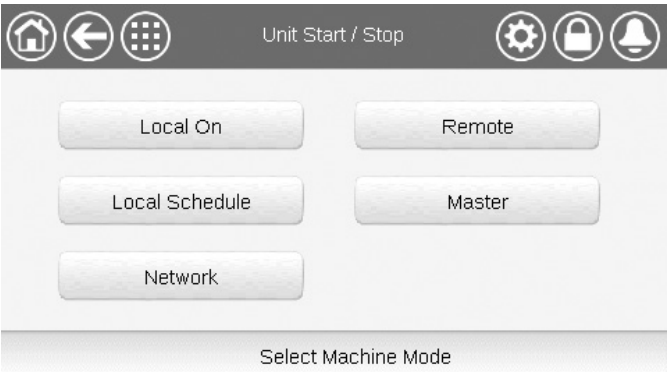 Unit Start / Stop
Local On
Remote
Local Schedule
Master
Network
Select Machine Mode